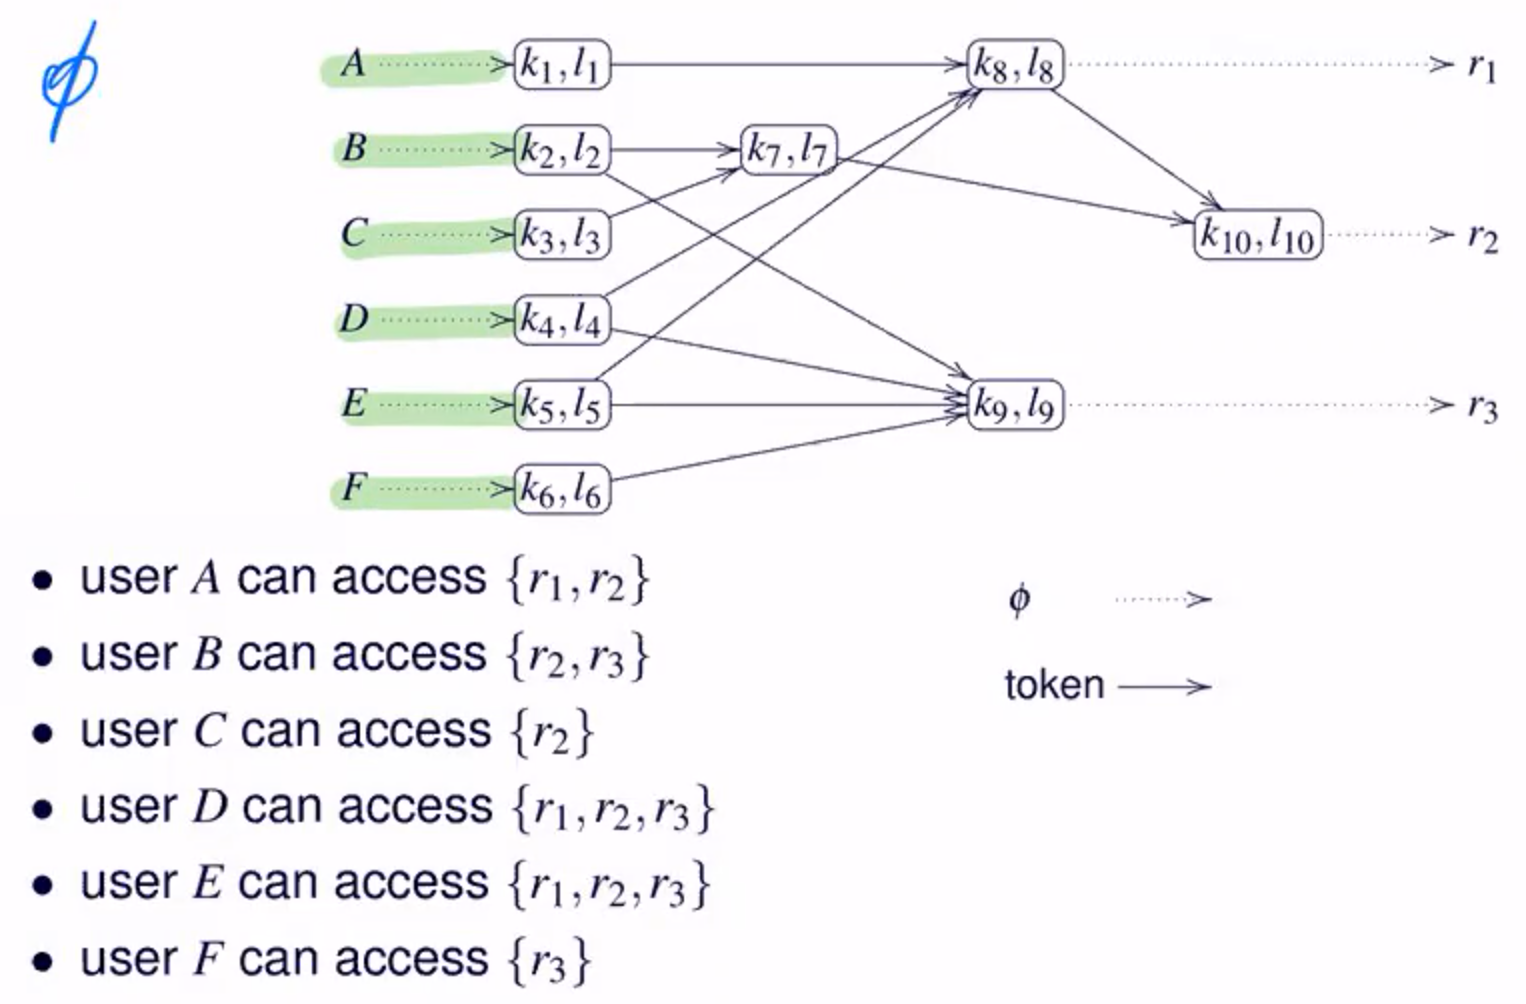 ϕ
A k₁,l₁ k₈,l₈ r₁
B k₂,l₂ k₇,l₇
C k₃,l₃ k₁₀,l₁₀ r₂
D k₄,l₄
E k₅,l₅ k₉,l₉ r₃
F k₆,l₆
• user A can access {r₁,r₂}
• user B can access {r₂,r₃}
• user C can access {r₂}
• user D can access {r₁,r₂,r₃}
• user E can access {r₁,r₂,r₃}
• user F can access {r₃}
ϕ
token